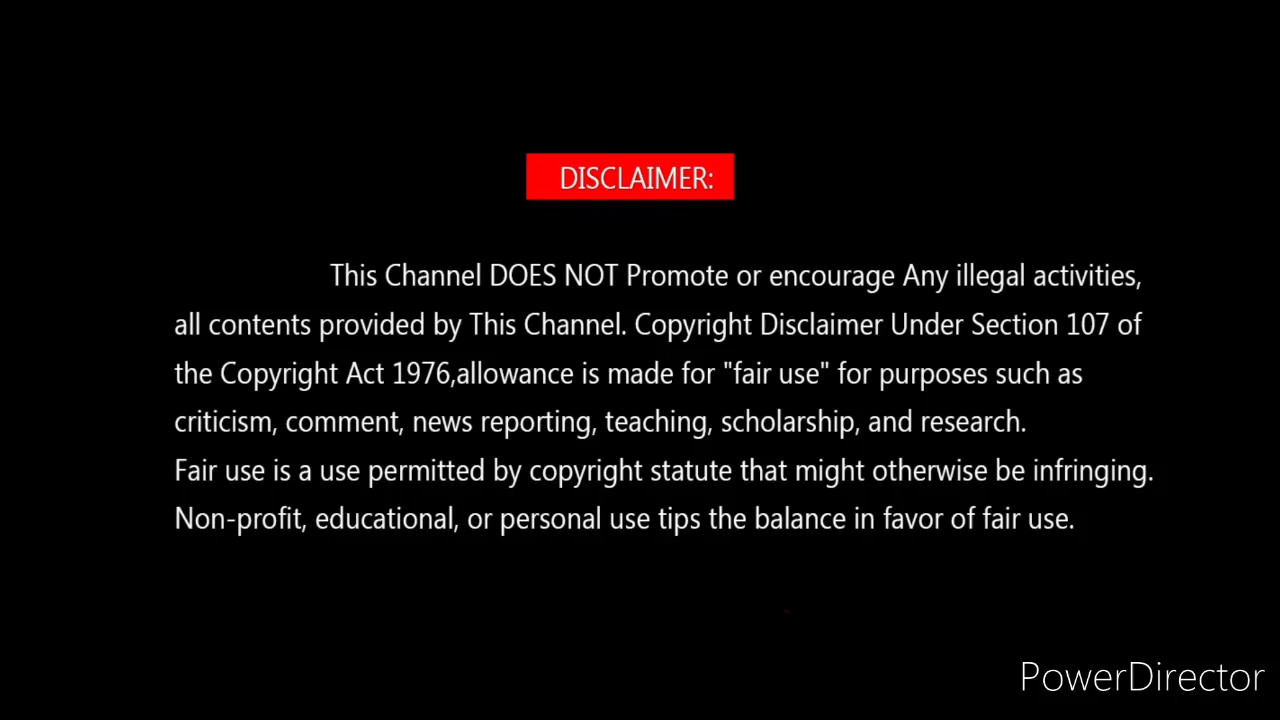 DISCLAIMER:
This Channel DOES NOT Promote or encourage Any illegal activities,
all contents provided by This Channel. Copyright Disclaimer Under Section 107 of
the Copyright Act 1976,allowance is made for "fair use" for purposes such as
criticism, comment, news reporting, teaching, scholarship, and research.
Fair use is a use permitted by copyright statute that might otherwise be infringing.
Non-profit, educational, or personal use tips the balance in favor of fair use.
PowerDirector